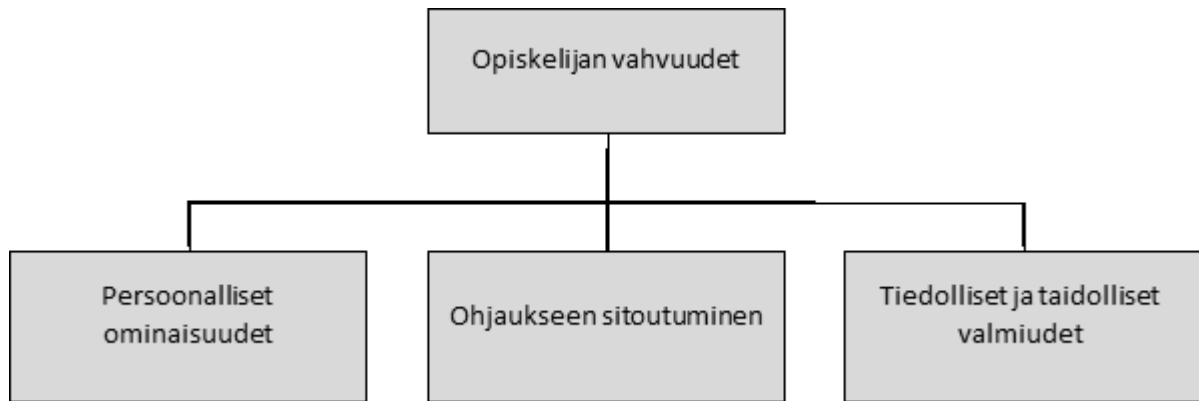 Opiskelijan vahvuudet
Persoonalliset
ominaisuudet
Ohjaukseen sitoutuminen
Tiedolliset ja taidolliset
valmiudet